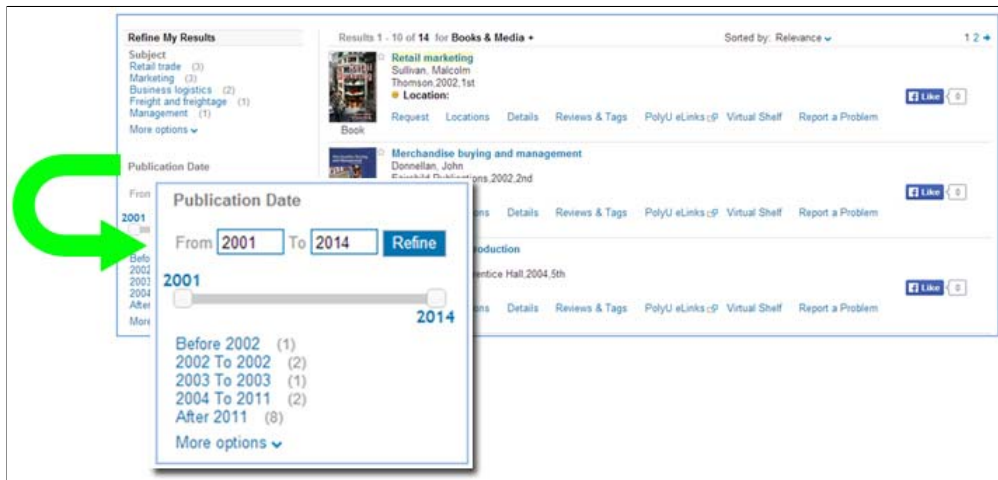 Refine My Results
Subject
Retail trade (3)
Marketing (3)
Business logistics (2)
Freight and freightage (1)
Management (1)
More options
Publication Date
From
2001
2002
2003
2004
After
More
Results 1 - 10 of 14 for Books & Media
Sorted by: Relevance
1 2
Retail marketing
Sullivan, Malcolm
Thomson,2002,1st
Location:
Like 0
Request Locations Details Reviews & Tags PolyU eLinks Virtual Shelf Report a Problem
Book
Merchandise buying and management
Donnellan, John
Fairchild Publications,2002,2nd
Like 0
Details Reviews & Tags PolyU eLinks Virtual Shelf Report a Problem
Hall,2004,5th
Like 0
Details Reviews & Tags PolyU eLinks Virtual Shelf Report a Problem
Publication Date
From 2001 To 2014 Refine
2001
2014
Before 2002 (1)
2002 To 2002 (2)
2003 To 2003 (1)
2004 To 2011 (2)
After 2011 (8)
More options